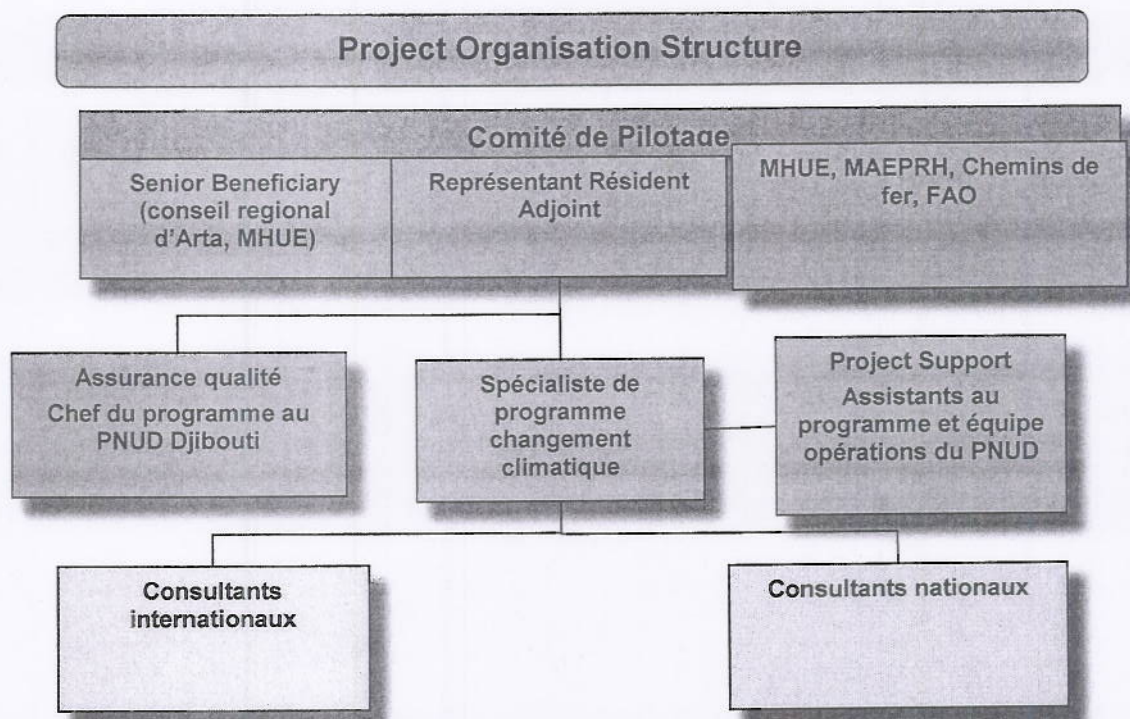 Project Organisation Structure
Comité de Pilotage
Senior Beneficiary
(conseil regional
d'Arta, MHUE)
Représentant Résident
Adjoint
MHUE, MAEPRH, Chemins de
fer, FAO
Assurance qualité
Chef du programme au
PNUD Djibouti
Spécialiste de
programme
changement
climatique
Project Support
Assistants au
programme et équipe
opérations du PNUD
Consultants
internationaux
Consultants nationaux